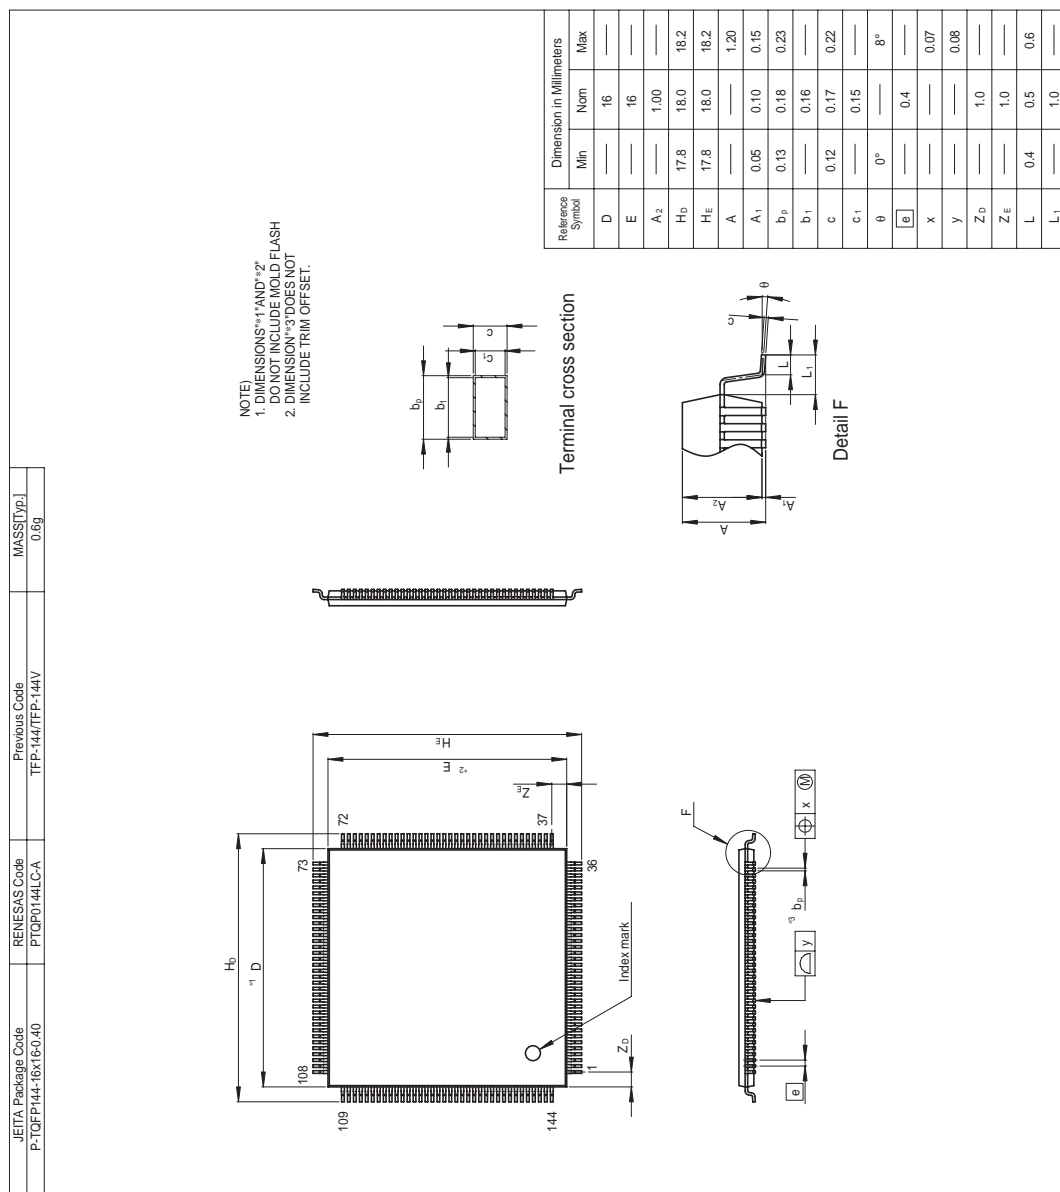 JEITA Package Code RENESAS Code Previous Code MASS[Typ.]
P-TQFP144-16x16-0.40 PTQP0144LC-A TFP-144/TFP-144V 0.6g
NOTE)
1. DIMENSIONS"*1"AND"*2"
DO NOT INCLUDE MOLD FLASH
2. DIMENSION"*3"DOES NOT
INCLUDE TRIM OFFSET.
HD
*1 D
108
73
109
72
*2 E
HE
ZE
144
37
1
36
ZD
Index mark
bp
b1
c1
c
Terminal cross section
F
e
y
*3 bp
x M
A
A2
A1
L
L1
c
θ
Detail F
Reference Symbol Dimension in Millimeters
Min Nom Max
D — 16 —
E — 16 —
A2 — 1.00 —
HD 17.8 18.0 18.2
HE 17.8 18.0 18.2
A — — 1.20
A1 0.05 0.10 0.15
bp 0.13 0.18 0.23
b1 — 0.16 —
c 0.12 0.17 0.22
c1 — 0.15 —
θ 0° — 8°
e — 0.4 —
x — — 0.07
y — — 0.08
ZD — 1.0 —
ZE — 1.0 —
L 0.4 0.5 0.6
L1 — 1.0 —